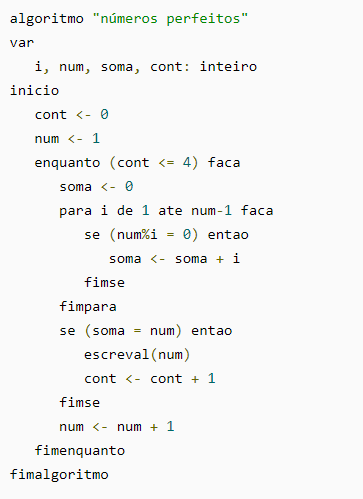 algoritmo "números perfeitos"
var
   i, num, soma, cont: inteiro
inicio
   cont <- 0
   num <- 1
   enquanto (cont <= 4) faca
      soma <- 0
      para i de 1 ate num-1 faca
         se (num%i = 0) entao
            soma <- soma + i
         fimse
      fimpara
      se (soma = num) entao
         escreval(num)
         cont <- cont + 1
      fimse
      num <- num + 1
   fimenquanto
fimalgoritmo